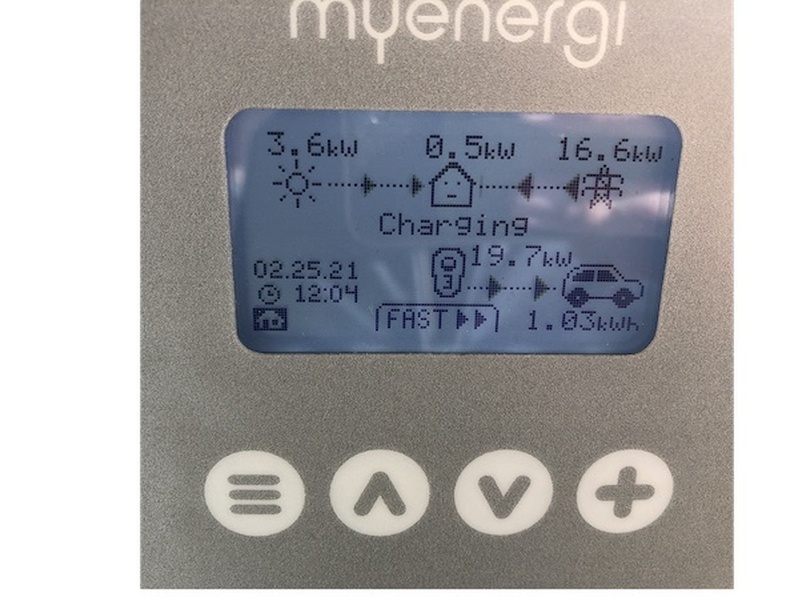 myenergi
3.6kW 0.5kW 16.6kW
Charging
19.7kW
02.25.21
12:04
FAST 1.03kWh